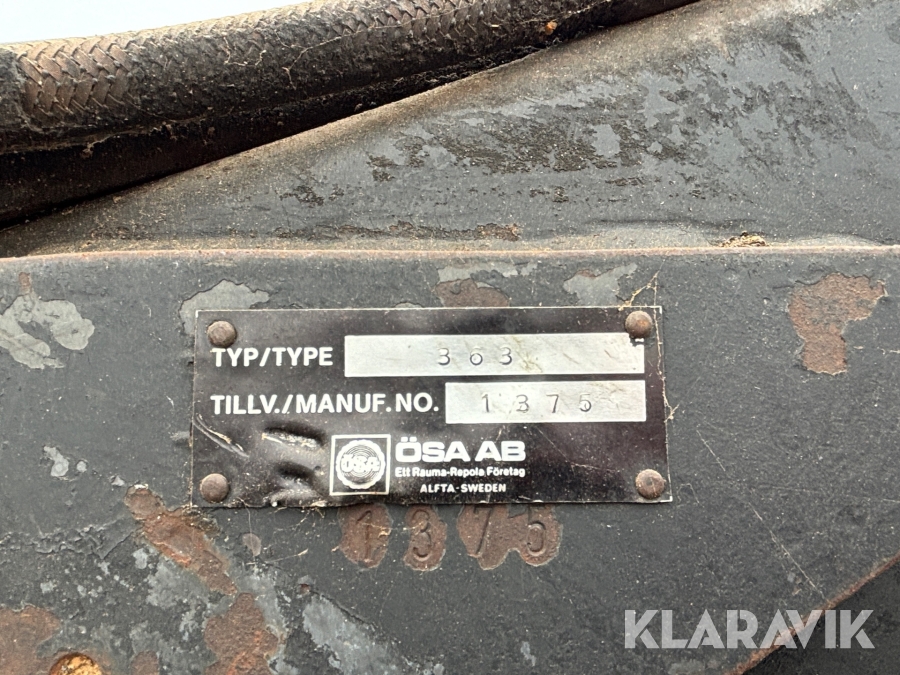 TYP/TYPE 363
TILLV./MANUF.NO. 1375
ÖSA ÖSA AB
Ett Rauma-Repola Företag
ALFTA-SWEDEN
1375
KLARAVIK